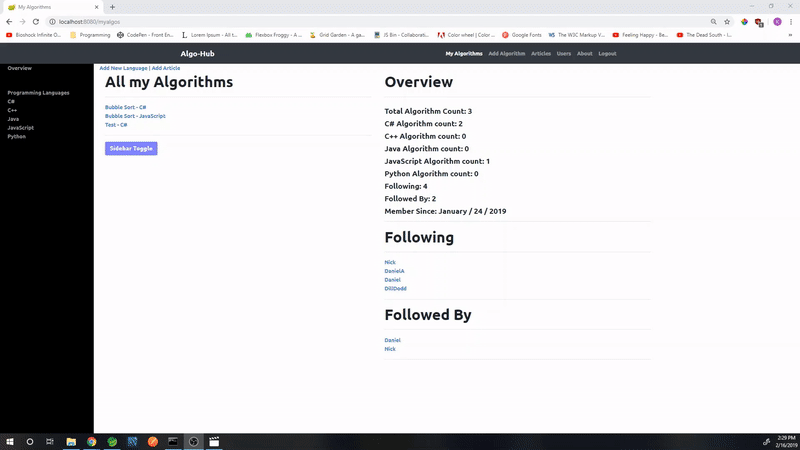 My Algorithms
localhost:8080/myalgos
Bioshock Infinite O... Programming CodePen - Front En... Lorem Ipsum - All t... Flexbox Froggy - A g... Grid Garden - A ga... JS Bin - Collaborati... Color wheel | Color ... Google Fonts The W3C Markup V... Feeling Happy - Be... The Dead South - I...
Algo-Hub My Algorithms Add Algorithm Articles Users About Logout
Overview
Programming Languages
C#
C++
Java
JavaScript
Python
Add New Language | Add Article
All my Algorithms
Bubble Sort - C#
Bubble Sort - JavaScript
Test - C#
Sidebar Toggle
Overview
Total Algorithm Count: 3
C# Algorithm count: 2
C++ Algorithm count: 0
Java Algorithm count: 0
JavaScript Algorithm count: 1
Python Algorithm count: 0
Following: 4
Followed By: 2
Member Since: January / 24 / 2019
Following
Nick
DanielA
Daniel
DillDodd
Followed By
Daniel
Nick
2:29 PM
2/16/2019